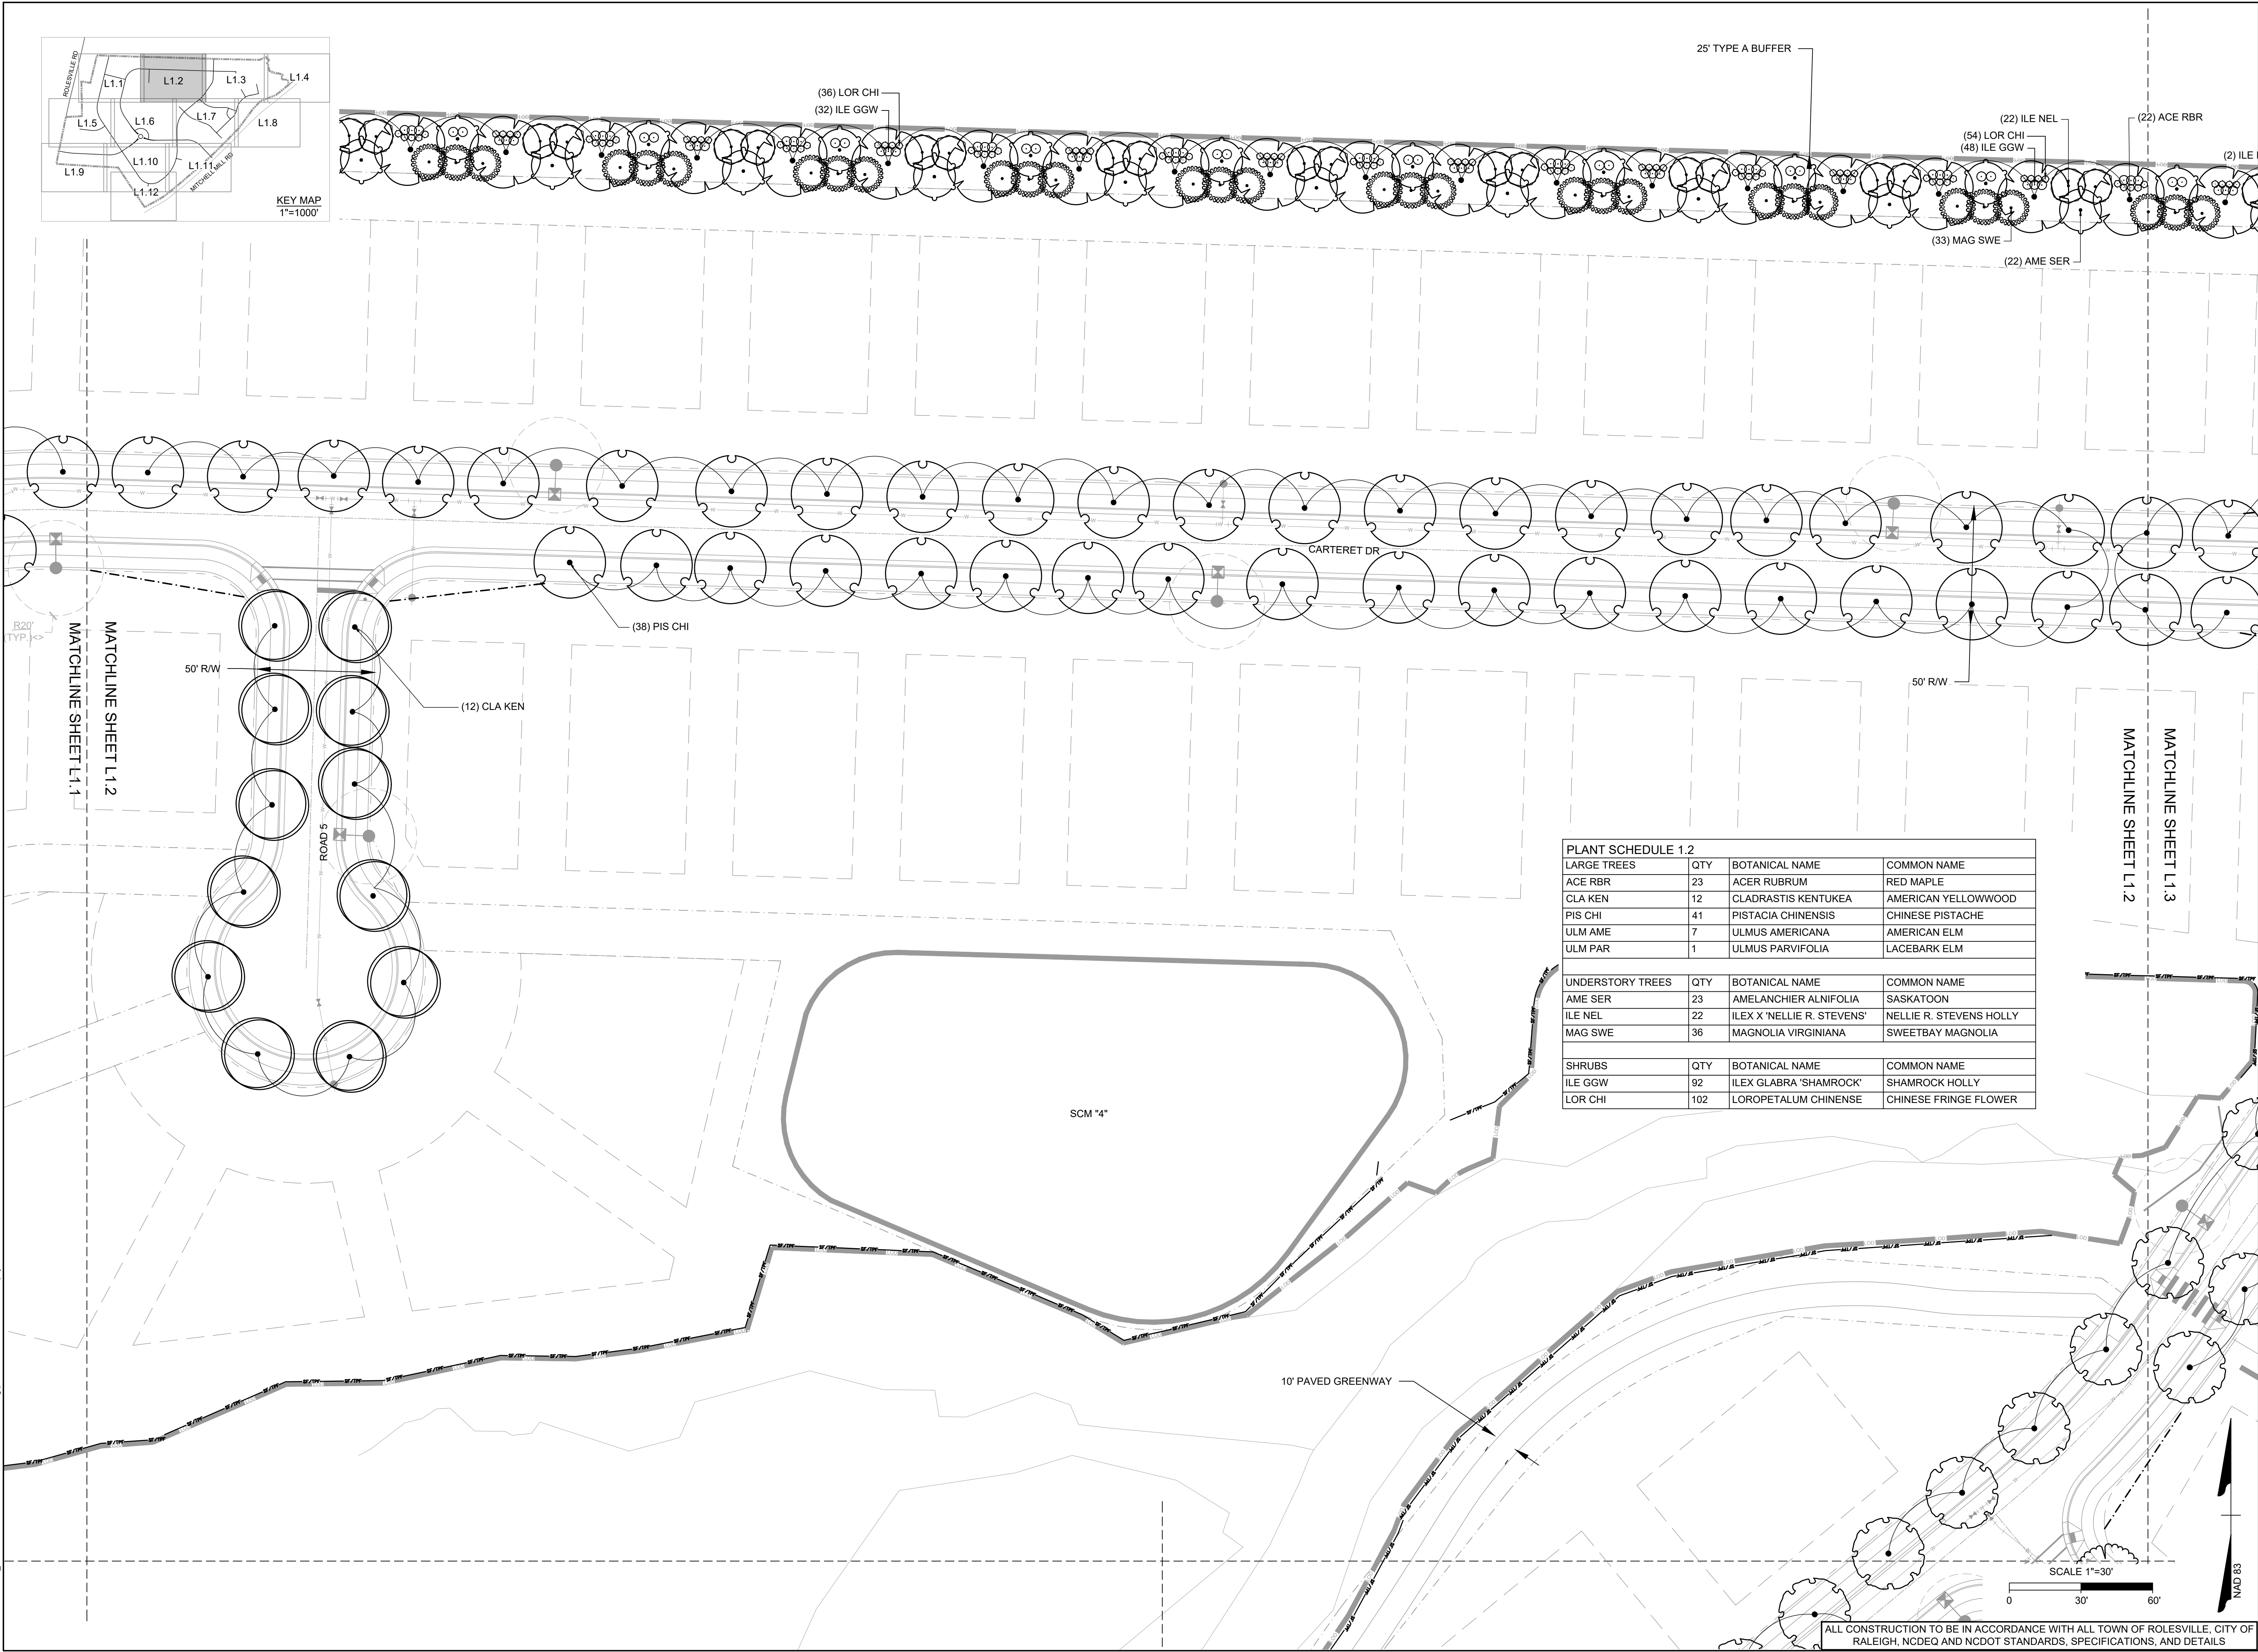 ROLESVILLE RD
L1.1
L1.2
L1.3
L1.4
L1.5
L1.6
L1.7
L1.8
L1.9
L1.10
L1.11
L1.12
MITCHELL MILL RD
KEY MAP
1"=1000'
(36) LOR CHI
(32) ILE GGW
25' TYPE A BUFFER
(22) ILE NEL
(54) LOR CHI
(48) ILE GGW
(22) ACE RBR
(2) ILE
(33) MAG SWE
(22) AME SER
CARTERET DR
(38) PIS CHI
R20'
(TYP.)<>
50' R/W
(12) CLA KEN
50' R/W
MATCHLINE SHEET L1.1
MATCHLINE SHEET L1.2
ROAD 5
MATCHLINE SHEET L1.2
MATCHLINE SHEET L1.3
PLANT SCHEDULE 1.2
LARGE TREES QTY BOTANICAL NAME COMMON NAME
ACE RBR 23 ACER RUBRUM RED MAPLE
CLA KEN 12 CLADRASTIS KENTUKEA AMERICAN YELLOWWOOD
PIS CHI 41 PISTACIA CHINENSIS CHINESE PISTACHE
ULM AME 7 ULMUS AMERICANA AMERICAN ELM
ULM PAR 1 ULMUS PARVIFOLIA LACEBARK ELM
UNDERSTORY TREES QTY BOTANICAL NAME COMMON NAME
AME SER 23 AMELANCHIER ALNIFOLIA SASKATOON
ILE NEL 22 ILEX X 'NELLIE R. STEVENS' NELLIE R. STEVENS HOLLY
MAG SWE 36 MAGNOLIA VIRGINIANA SWEETBAY MAGNOLIA
SHRUBS QTY BOTANICAL NAME COMMON NAME
ILE GGW 92 ILEX GLABRA 'SHAMROCK' SHAMROCK HOLLY
LOR CHI 102 LOROPETALUM CHINENSE CHINESE FRINGE FLOWER
SCM "4"
10' PAVED GREENWAY
SCALE 1"=30'
0 30' 60'
NAD 83
ALL CONSTRUCTION TO BE IN ACCORDANCE WITH ALL TOWN OF ROLESVILLE, CITY OF
RALEIGH, NCDEQ AND NCDOT STANDARDS, SPECIFICATIONS, AND DETAILS